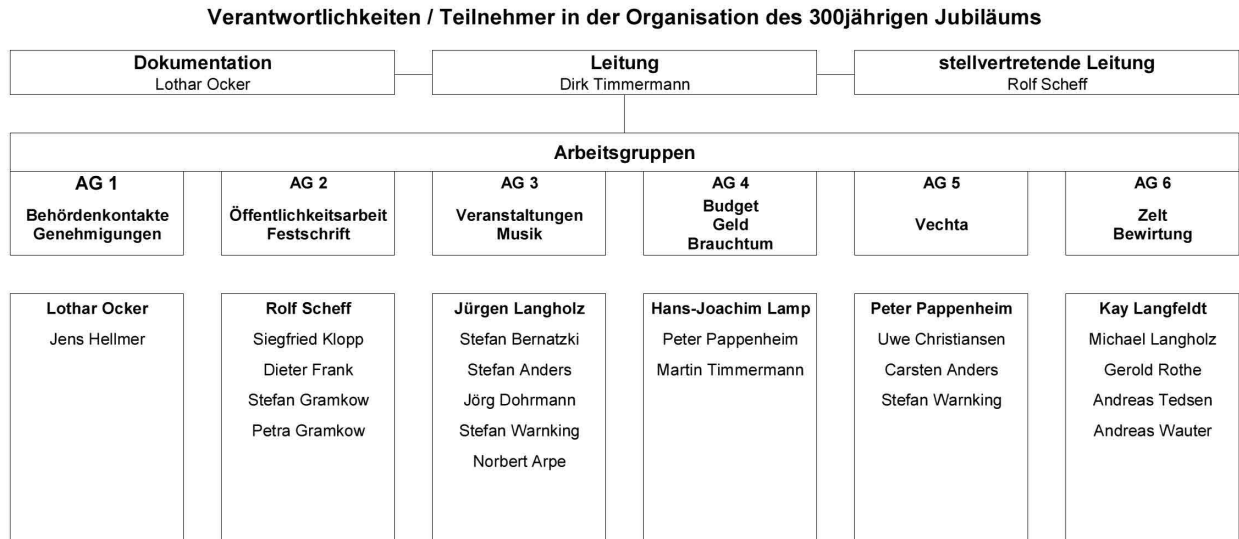 Verantwortlichkeiten / Teilnehmer in der Organisation des 300jährigen Jubiläums
Dokumentation
Lothar Ocker
Leitung
Dirk Timmermann
stellvertretende Leitung
Rolf Scheff
Arbeitsgruppen
AG 1
Behördenkontakte
Genehmigungen
AG 2
Öffentlichkeitsarbeit
Festschrift
AG 3
Veranstaltungen
Musik
AG 4
Budget
Geld
Brauchtum
AG 5
Vechta
AG 6
Zelt
Bewirtung
Lothar Ocker
Jens Hellmer
Rolf Scheff
Siegfried Klopp
Dieter Frank
Stefan Gramkow
Petra Gramkow
Jürgen Langholz
Stefan Bernatzki
Stefan Anders
Jörg Dohrmann
Stefan Warnking
Norbert Arpe
Hans-Joachim Lamp
Peter Pappenheim
Martin Timmermann
Peter Pappenheim
Uwe Christiansen
Carsten Anders
Stefan Warnking
Kay Langfeldt
Michael Langholz
Gerold Rothe
Andreas Tedsen
Andreas Wauter